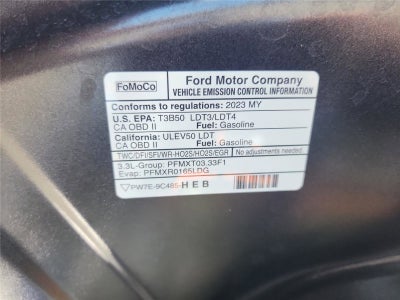 FoMoCo
Ford Motor Company
VEHICLE EMISSION CONTROL INFORMATION
Conforms to regulations: 2023 MY
U.S. EPA: T3B50 LDT3/LDT4
CA OBD II Fuel: Gasoline
California: ULEV50 LDT
CA OBD II Fuel: Gasoline
TWC/DFI/SFI/WR-HO2S/HO2S/EGR No adjustments needed.
3.3L-Group: PFMXT03.33F1
Evap: PFMXR0165LDG
PW7E-9C485-HEB